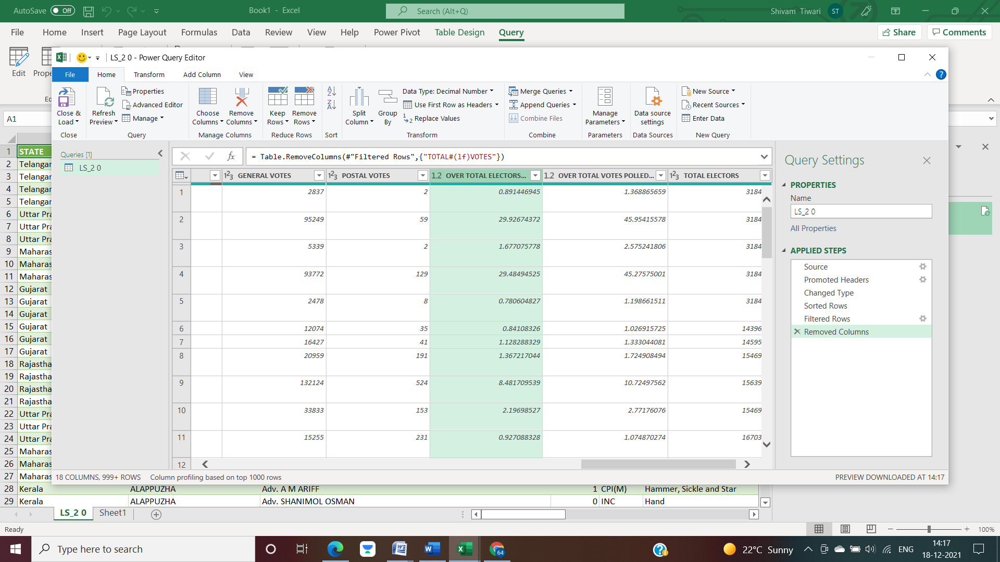 AutoSave Off
Book1 - Excel
Search (Alt+Q)
Shivam Tiwari ST
File Home Insert Page Layout Formulas Data Review View Help Power Pivot Table Design Query
Share Comments
Edit
LS_2 0 - Power Query Editor
File Home Transform Add Column View
Close & Load
Refresh Preview
Properties
Advanced Editor
Manage
Choose Columns
Remove Columns
Keep Rows
Remove Rows
Split Column
Group By
Data Type: Decimal Number
Use First Row as Headers
Replace Values
Merge Queries
Append Queries
Combine Files
Manage Parameters
Data source settings
New Source
Recent Sources
Enter Data
Close Query Manage Columns Reduce Rows Sort Transform Combine Parameters Data Sources New Query
A1
Queries [1]
LS_2 0
fx = Table.RemoveColumns(#"Filtered Rows",{"TOTAL#(lf)VOTES"})
GENERAL VOTES POSTAL VOTES 1.2 OVER TOTAL ELECTORS... 1.2 OVER TOTAL VOTES POLLED... TOTAL ELECTORS
1 2837 2 0.891446945 1.368865659 3184
2 95249 59 29.92674372 45.95415578 3184
3 5339 2 1.677075778 2.575241806 3184
4 93772 129 29.48494525 45.27575001 3184
5 2478 8 0.780604827 1.198661511 3184
6 12074 35 0.84108326 1.026915725 14396
7 16427 41 1.128288329 1.333044081 14595
8 20959 191 1.367217044 1.724908494 15469
9 132124 524 8.481709539 10.72497562 15639
10 33833 153 2.19698527 2.77176076 15469
11 15255 231 0.927088328 1.074870274 16703
12
Query Settings
PROPERTIES
Name
LS_2 0
All Properties
APPLIED STEPS
Source
Promoted Headers
Changed Type
Sorted Rows
Filtered Rows
Removed Columns
18 COLUMNS, 999+ ROWS Column profiling based on top 1000 rows
PREVIEW DOWNLOADED AT 14:17
1 STATE
2 Telangar
3 Telangar
4 Telangar
5 Telangar
6 Uttar Pra
7 Uttar Pra
8 Uttar Pra
9 Maharas
10 Maharas
11 Maharas
12 Gujarat
13 Gujarat
14 Gujarat
15 Gujarat
16 Gujarat
17 Gujarat
18 Rajastha
19 Rajastha
20 Rajastha
21 Rajastha
22 Uttar Pra
23 Uttar Pra
24 Uttar Pra
25 Maharas
26 Maharas
27 Maharas
28 Kerala ALAPPUZHA Adv. A M ARIFF 1 CPI(M) Hammer, Sickle and Star
29 Kerala ALAPPUZHA Adv. SHANIMOL OSMAN 0 INC Hand
LS_2 0 Sheet1
Ready
100%
Type here to search
64
22°C Sunny
ENG
14:17
18-12-2021